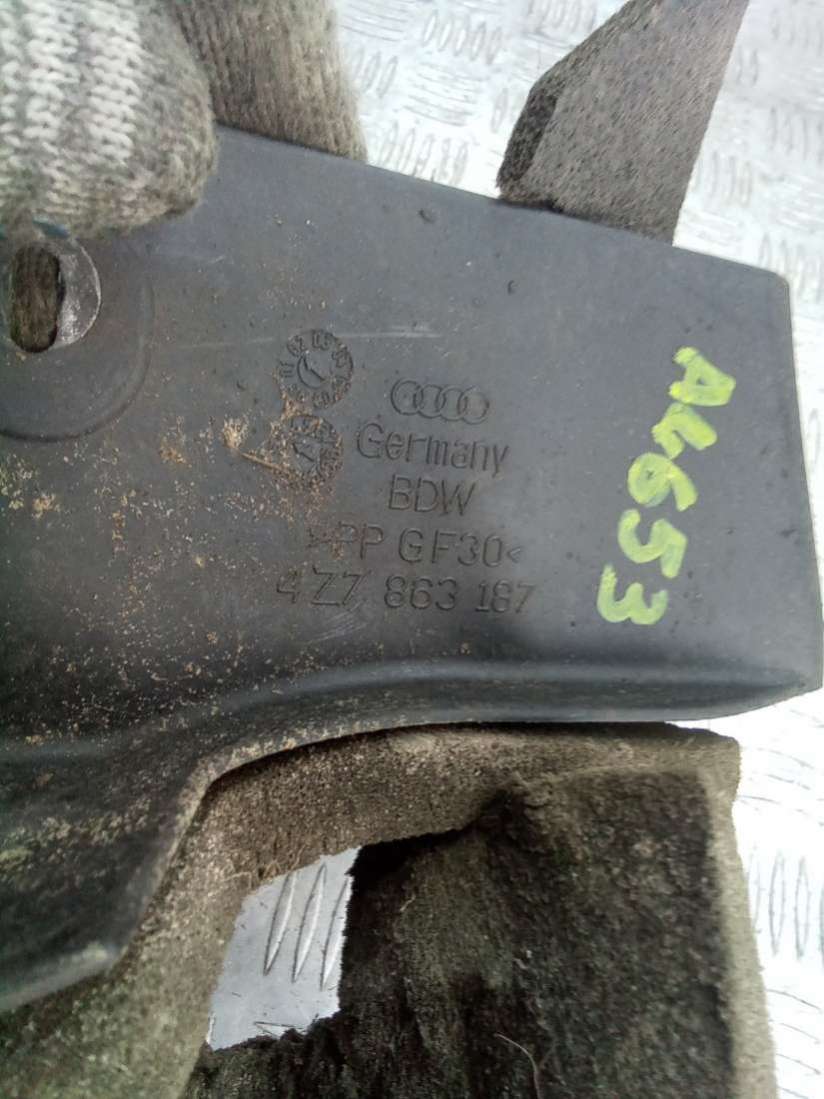 Germany
BDW
>PP GF30<
4Z7 863 187
AL653